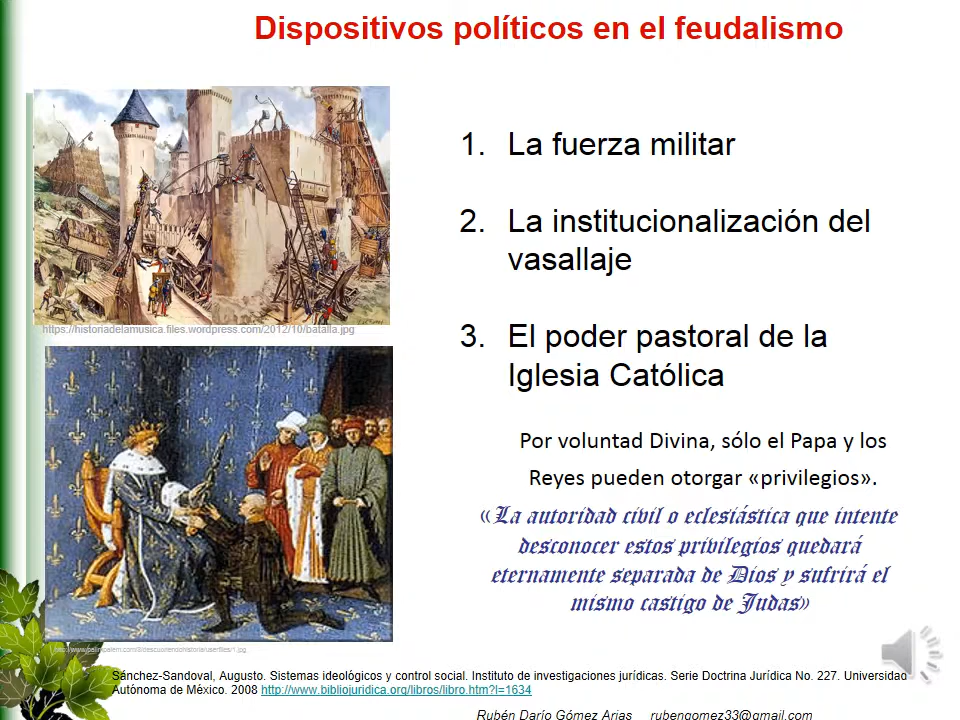 Dispositivos políticos en el feudalismo
1. La fuerza militar
2. La institucionalización del
vasallaje
3. El poder pastoral de la
Iglesia Católica
https://historiadelamusica.files.wordpress.com/2012/10/batalla.jpg
Por voluntad Divina, sólo el Papa y los
Reyes pueden otorgar «privilegios».
«La autoridad civil o eclesiástica que intente
desconocer estos privilegios quedará
eternamente separada de Dios y sufrirá el
mismo castigo de Judas»
Sánchez-Sandoval, Augusto. Sistemas ideológicos y control social. Instituto de investigaciones jurídicas. Serie Doctrina Jurídica No. 227. Universidad
Autónoma de México. 2008 http://www.bibliojuridica.org/libros/libro.htm?l=1634
Rubén Darío Gómez Arias rubengomez33@gmail.com